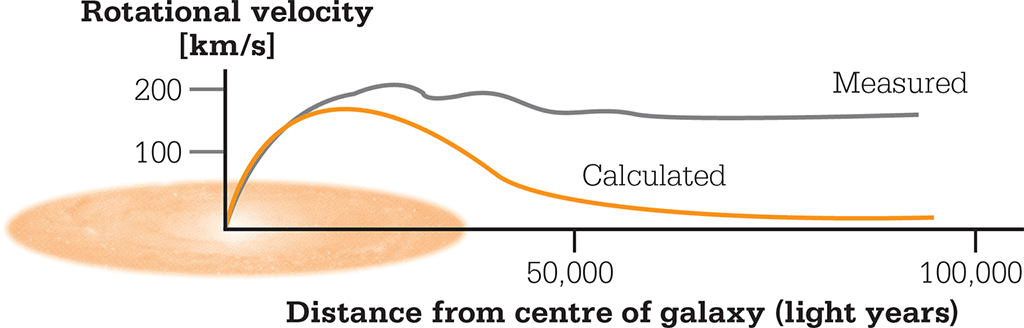 Rotational velocity
[km/s]
200
Measured
100
Calculated
50,000
100,000
Distance from centre of galaxy (light years)